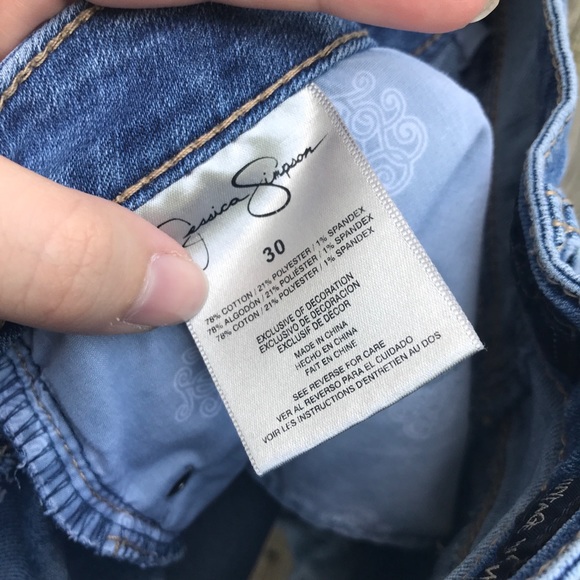 Jessica Simpson
30
78% COTTON / 21% POLYESTER / 1% SPANDEX
78% ALGODÓN / 21% POLIÉSTER / 1% SPANDEX
78% COTON / 21% POLYESTER / 1% SPANDEX
EXCLUSIVE OF DECORATION
EXCLUSIVO DE DECORACIÓN
EXCLUSIF DE DÉCOR
MADE IN CHINA
HECHO EN CHINA
FAIT EN CHINE
SEE REVERSE FOR CARE
VER AL REVERSO PARA EL CUIDADO
VOIR LES INSTRUCTIONS D'ENTRETIEN AU DOS
VINTAGE